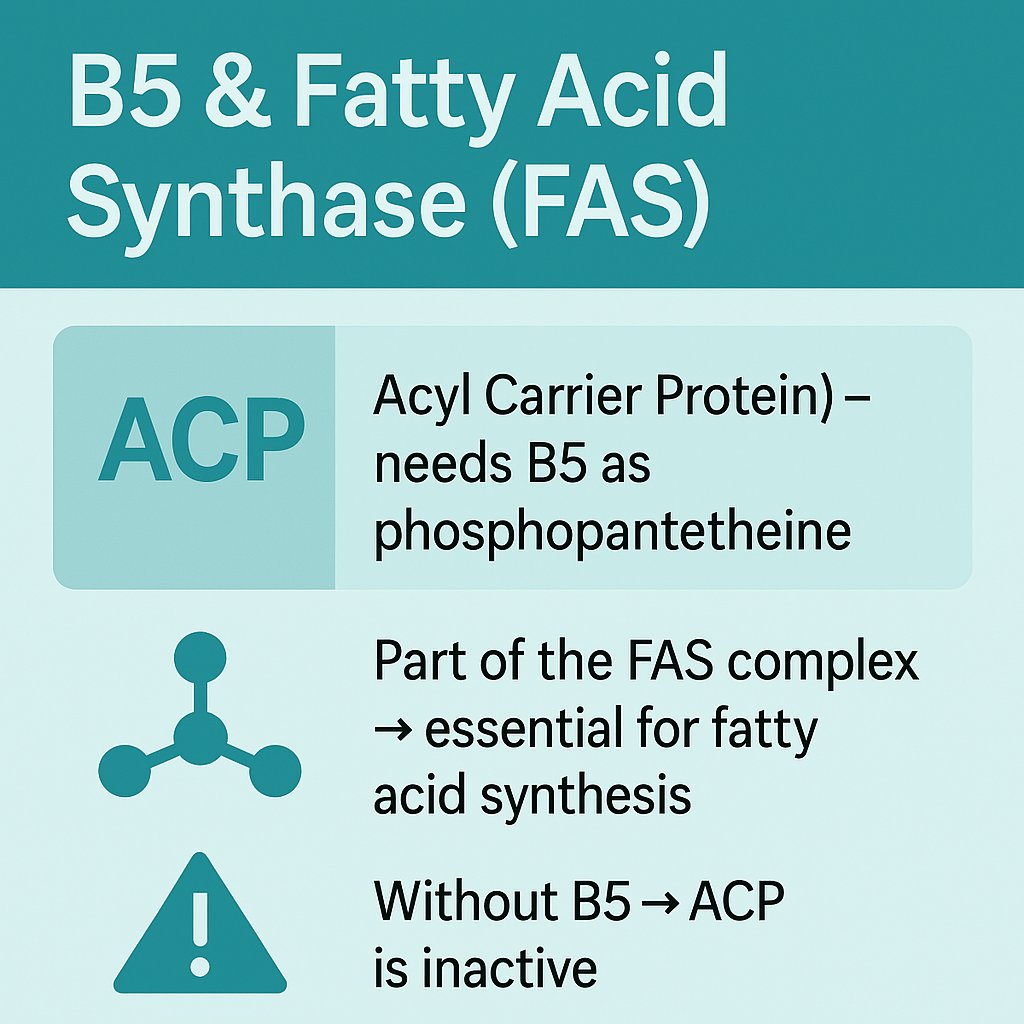 B5 & Fatty Acid
Synthase (FAS)
ACP
Acyl Carrier Protein) –
needs B5 as
phosphopantetheine
Part of the FAS complex
→ essential for fatty
acid synthesis
Without B5 → ACP
is inactive